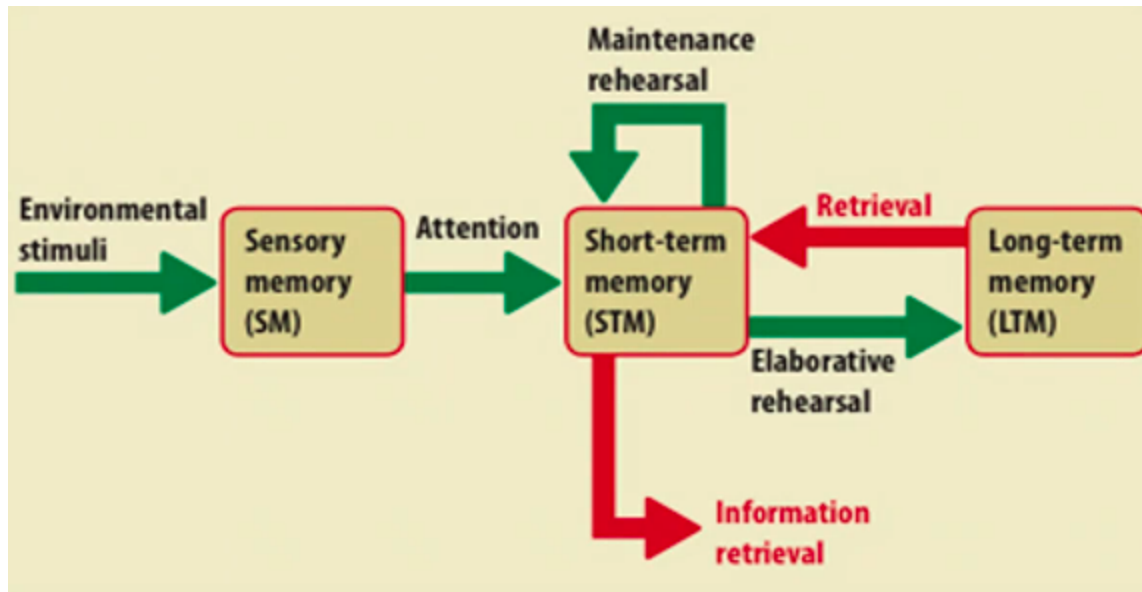 Maintenance
rehearsal
Environmental
stimuli
Sensory
memory
(SM)
Attention
Short-term
memory
(STM)
Retrieval
Long-term
memory
(LTM)
Elaborative
rehearsal
Information
retrieval